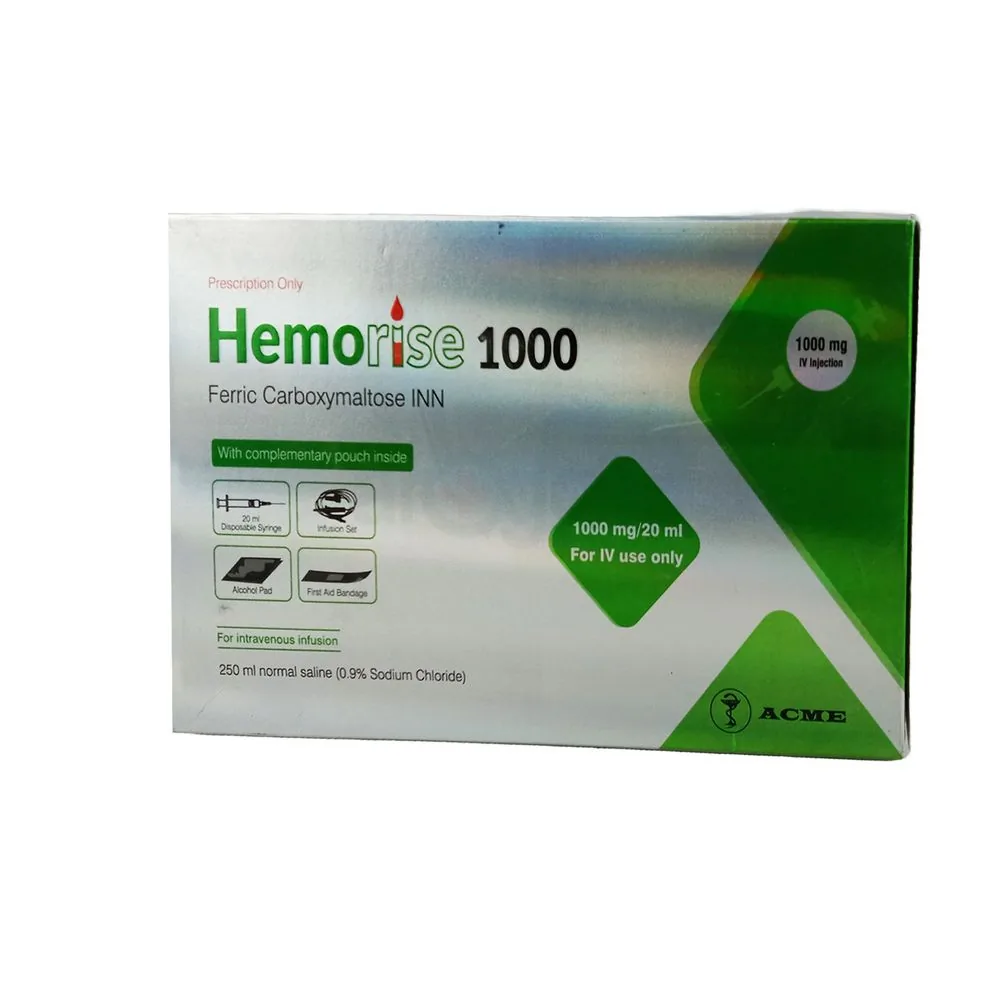 Prescription Only
Hemorise 1000
Ferric Carboxymaltose INN
With complementary pouch inside
20 ml
Disposable Syringe
Infusion Set
Alcohol Pad
First Aid Bandage
For intravenous infusion
250 ml normal saline (0.9% Sodium Chloride)
1000 mg
IV Injection
1000 mg/20 ml
For IV use only
ACME